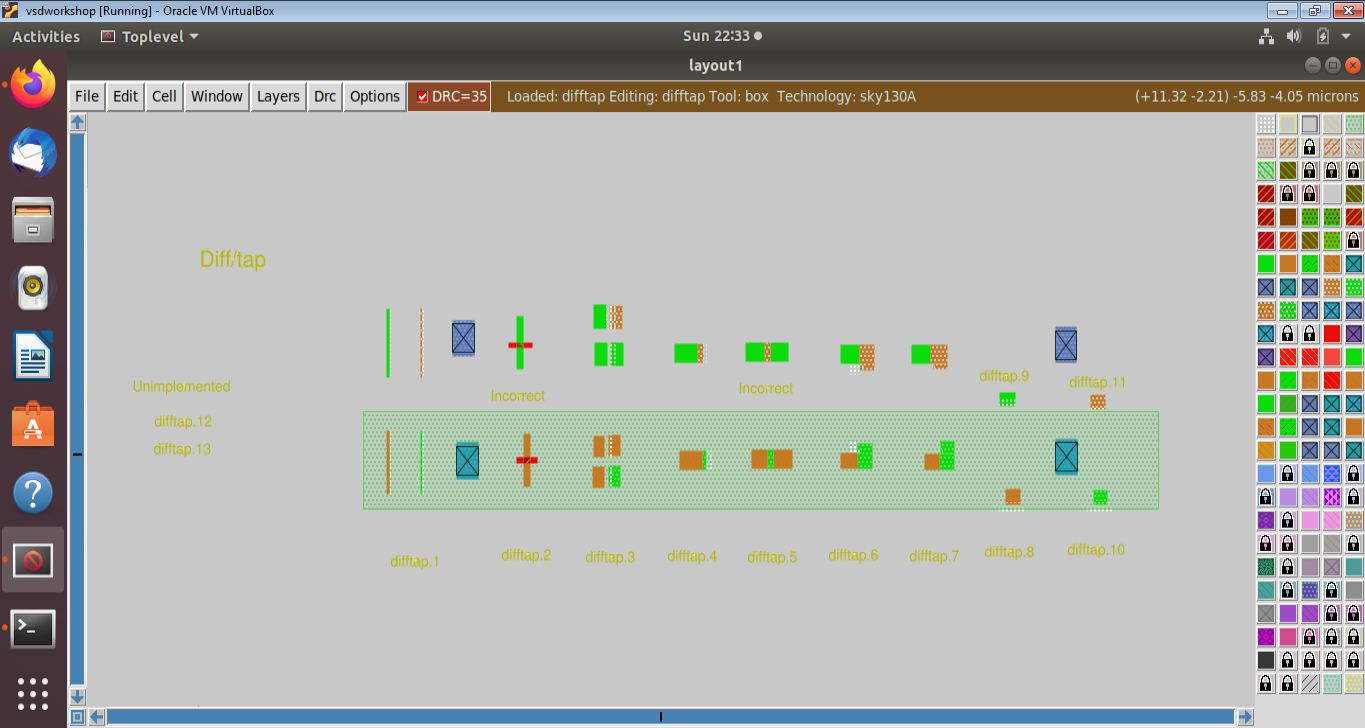 vsdworkshop [Running] - Oracle VM VirtualBox
Activities Toplevel Sun 22:33
layout1
File Edit Cell Window Layers Drc Options DRC=35 Loaded: difftap Editing: difftap Tool: box Technology: sky130A (+11.32 -2.21) -5.83 -4.05 microns
Diff/tap
Unimplemented
difftap.12
difftap.13
Incorrect
Incorrect
difftap.9
difftap.11
difftap.1
difftap.2
difftap.3
difftap.4
difftap.5
difftap.6
difftap.7
difftap.8
difftap.10